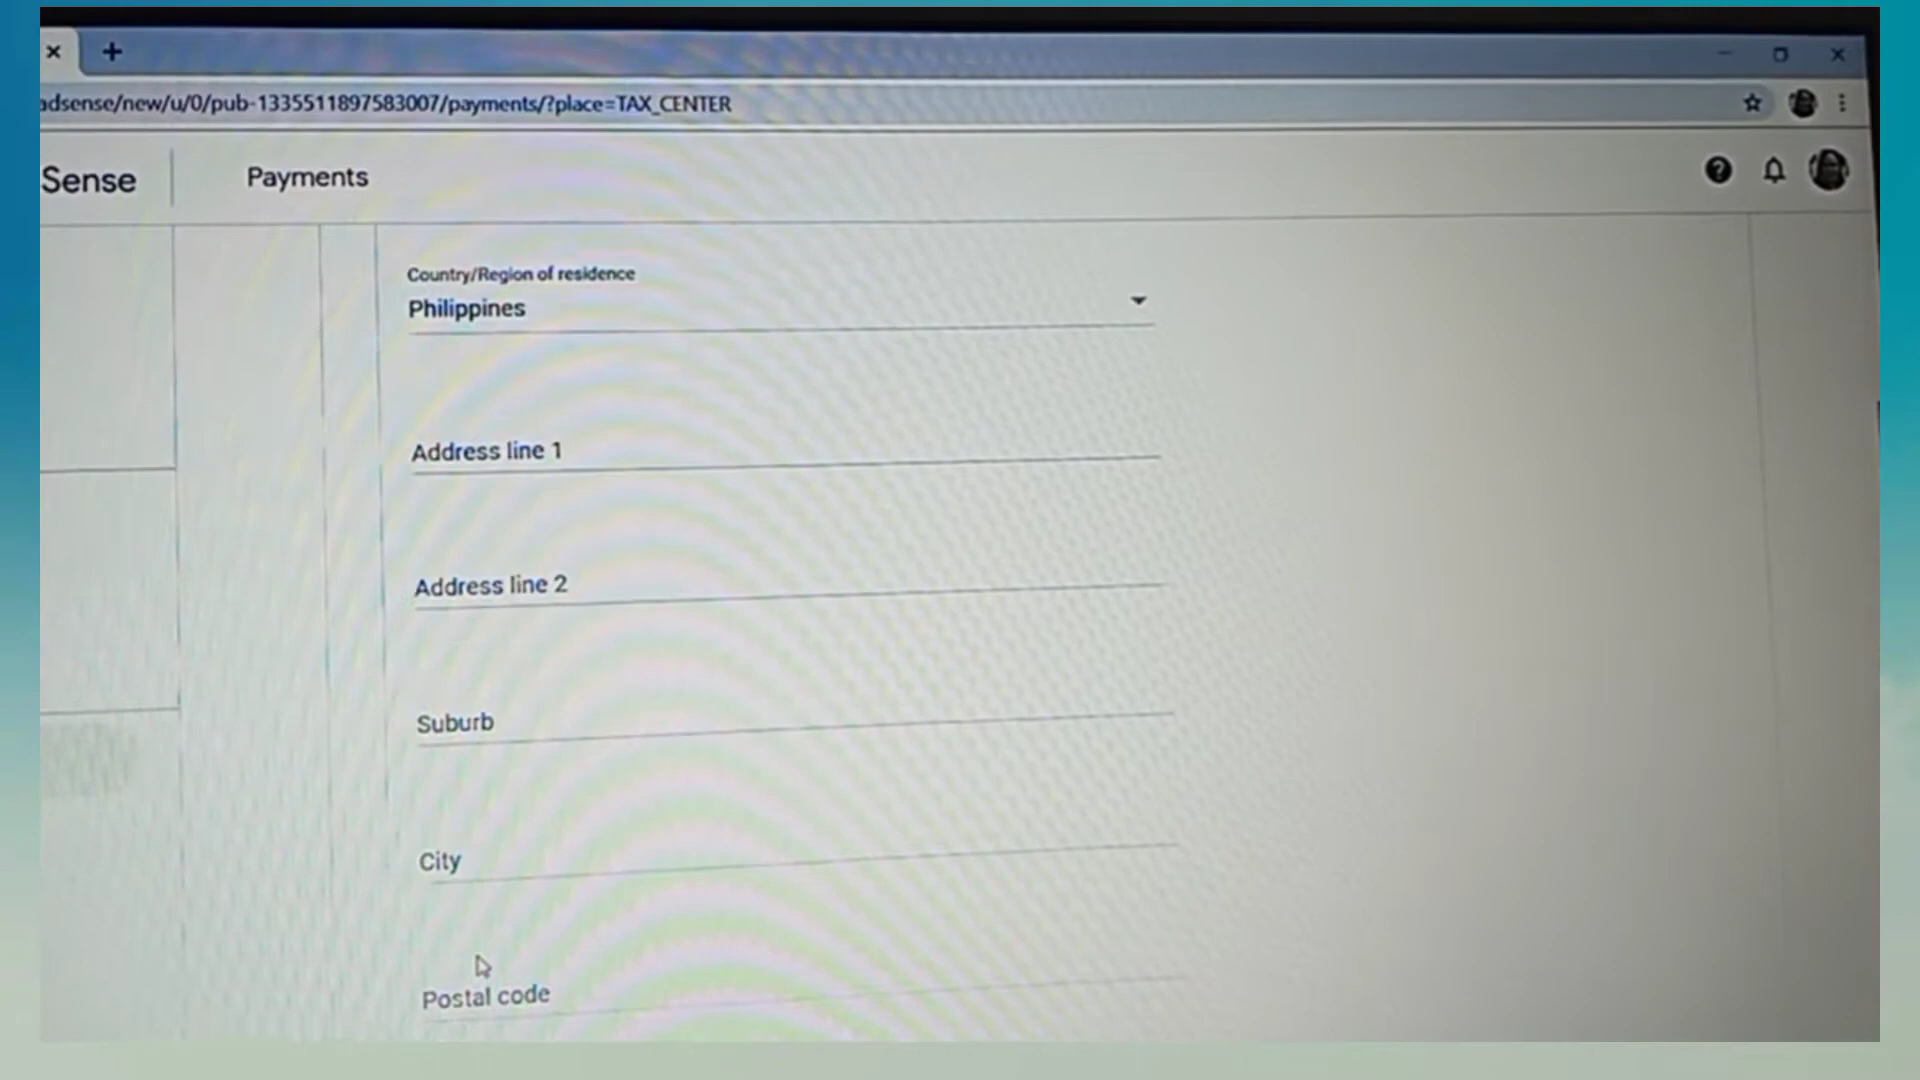 adsense/new/u/0/pub-1335511897583007/payments/?place=TAX_CENTER
Sense
Payments
Country/Region of residence
Philippines
Address line 1
Address line 2
Suburb
City
Postal code